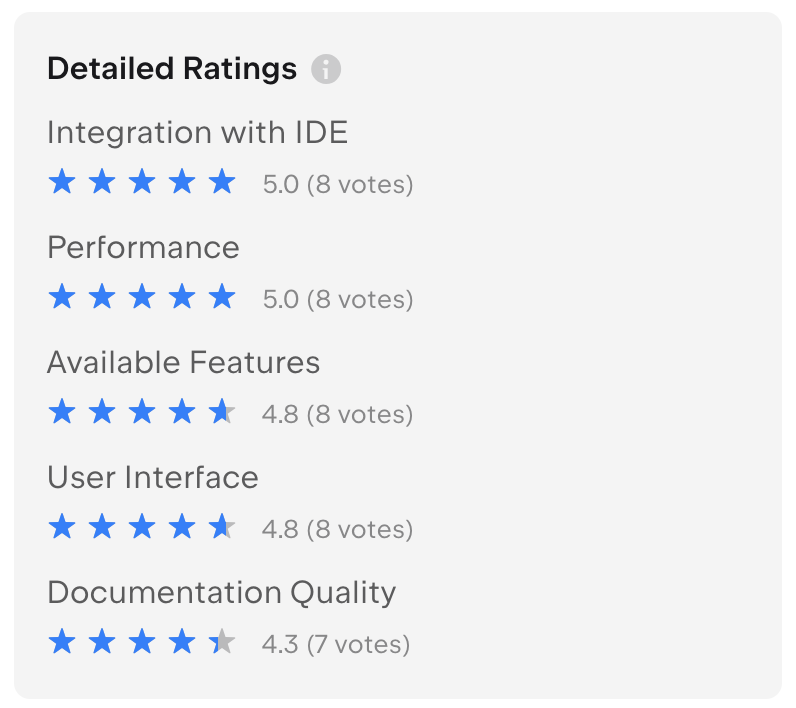 Detailed Ratings
Integration with IDE
5.0 (8 votes)
Performance
5.0 (8 votes)
Available Features
4.8 (8 votes)
User Interface
4.8 (8 votes)
Documentation Quality
4.3 (7 votes)